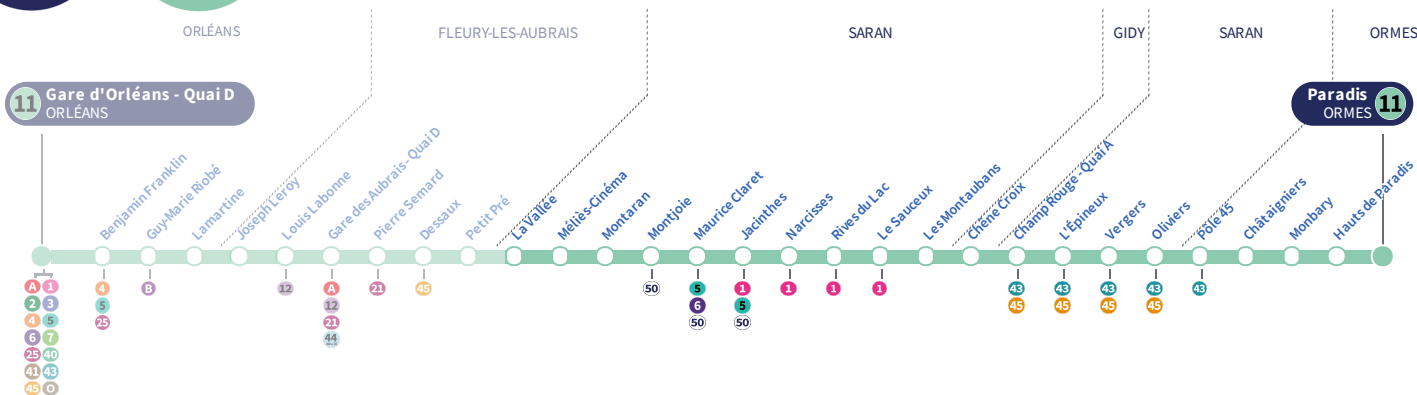 ORLÉANS
FLEURY-LES-AUBRAIS
SARAN
GIDY
SARAN
ORMES
11 Gare d'Orléans - Quai D
ORLÉANS
Paradis 11
ORMES
Benjamin Franklin
Guy-Marie Riobé
Lamartine
Joseph Leroy
Louis Labonne
Gare des Aubrais - Quai D
Pierre Semard
Dessaux
Petit Pré
La Vallée
Méliès-Cinéma
Montaran
Montjoie
Maurice Claret
Jacinthes
Narcisses
Rives du Lac
Le Sauceux
Les Montaubans
Chêne Croix
Champ Rouge - Quai A
L'Épineux
Vergers
Oliviers
Pôle 45
Châtaigniers
Monbary
Hauts de Paradis
A 1
2 3
4 5
6 7
25 40
41 43
45 O
4
5
25
B
12
A
12
21
44
21
45
50
5
6
50
1
5
50
1
1
1
43
45
43
45
43
45
43
45
43